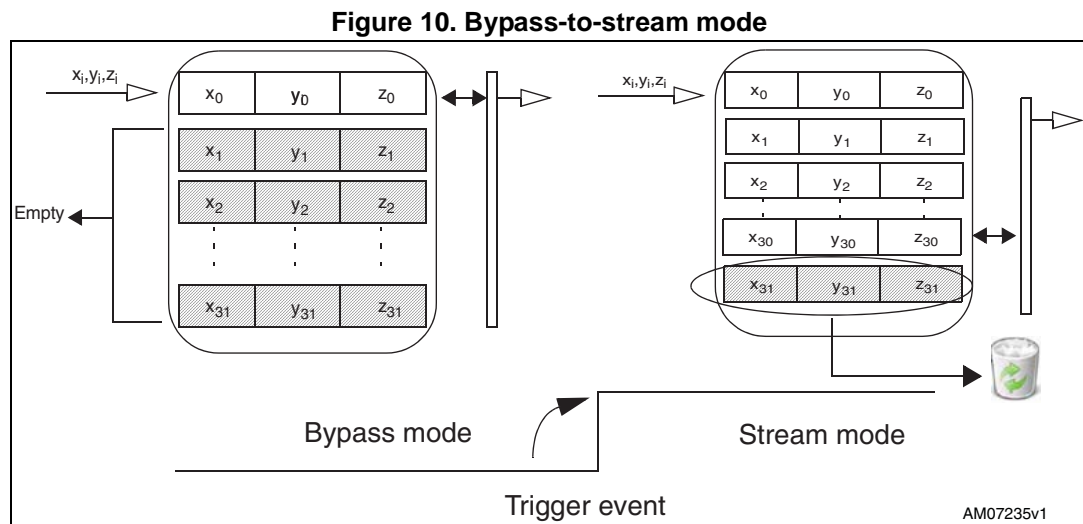 Figure 10. Bypass-to-stream mode
xᵢ,yᵢ,zᵢ
x₀ y₀ z₀
x₁ y₁ z₁
x₂ y₂ z₂
x₃₁ y₃₁ z₃₁
Empty
xᵢ,yᵢ,zᵢ
x₀ y₀ z₀
x₁ y₁ z₁
x₂ y₂ z₂
x₃₀ y₃₀ z₃₀
x₃₁ y₃₁ z₃₁
Bypass mode
Stream mode
Trigger event
AM07235v1